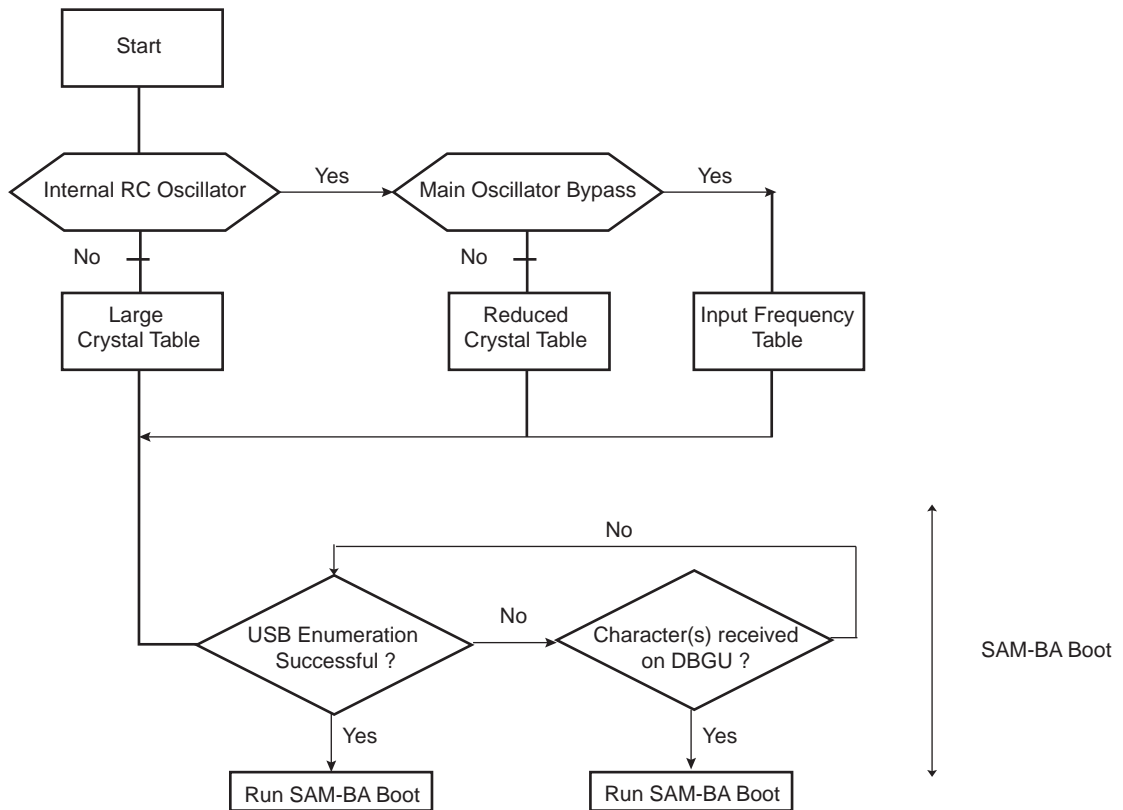 Start
Internal RC Oscillator
Yes
Main Oscillator Bypass
Yes
No
No
Large
Crystal Table
Reduced
Crystal Table
Input Frequency
Table
No
USB Enumeration
Successful ?
No
Character(s) received
on DBGU ?
SAM-BA Boot
Yes
Yes
Run SAM-BA Boot
Run SAM-BA Boot